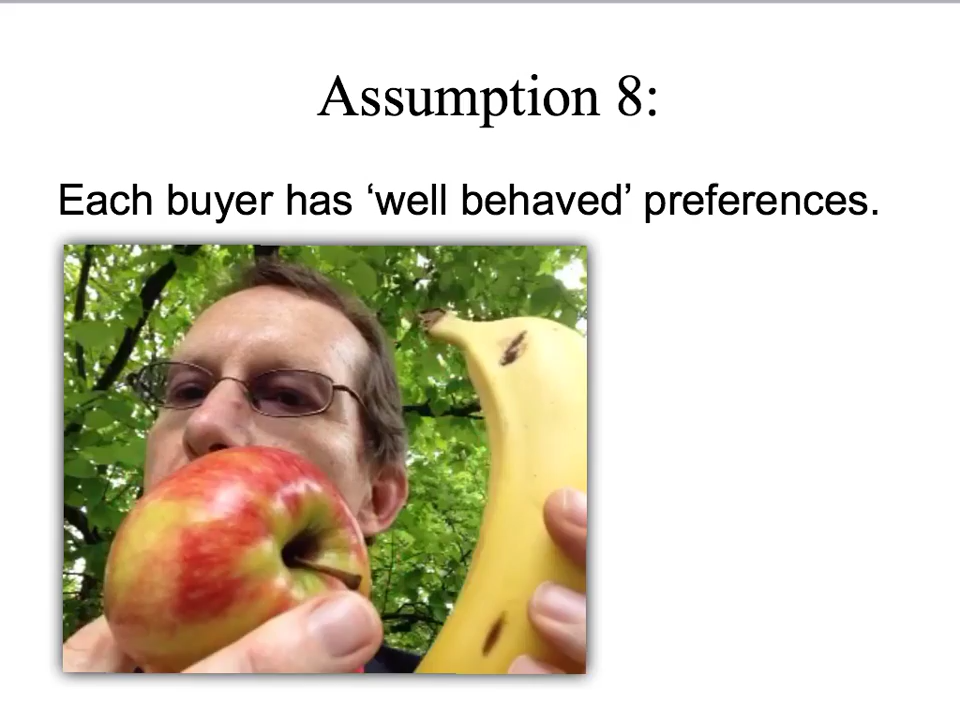 Assumption 8:
Each buyer has ‘well behaved’ preferences.